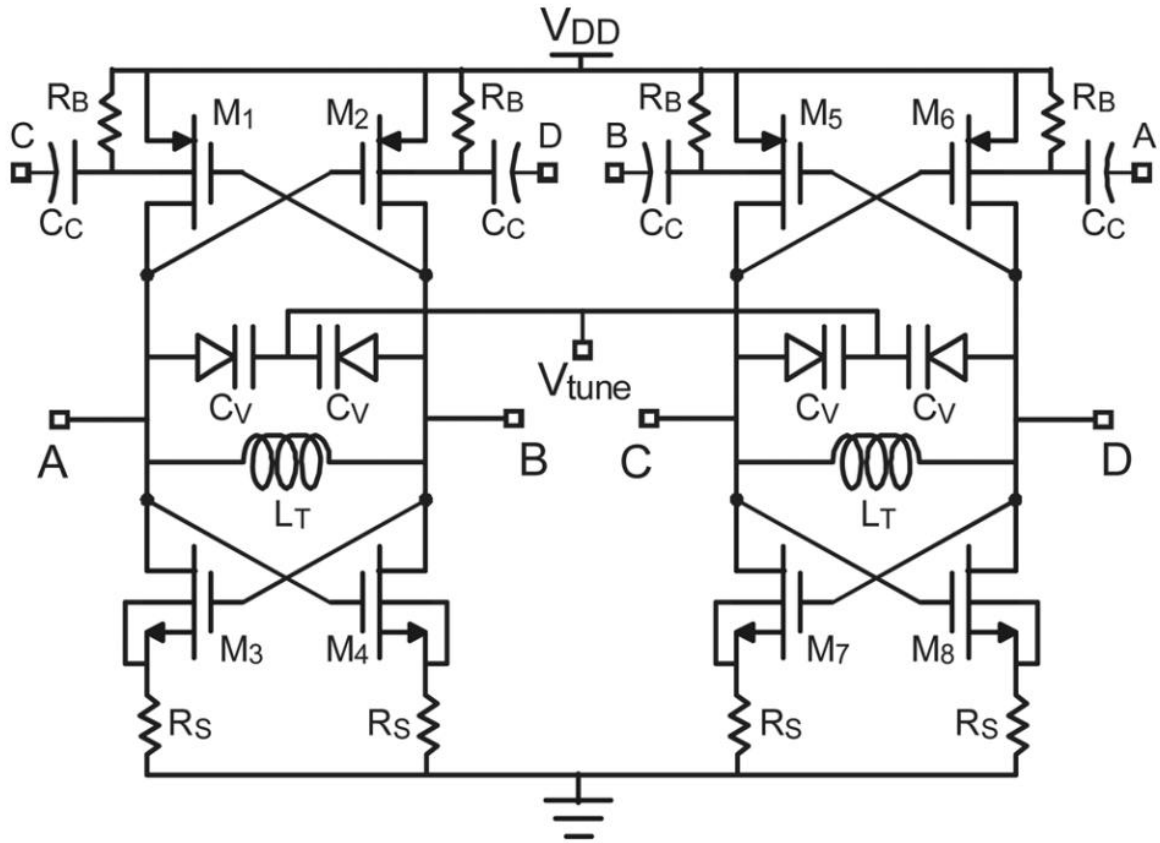 VDD
RB M1 M2 RB RB M5 M6 RB
C D B A
CC CC CC CC
CV CV Vtune CV CV
A B C D
LT LT
M3 M4 M7 M8
RS RS RS RS